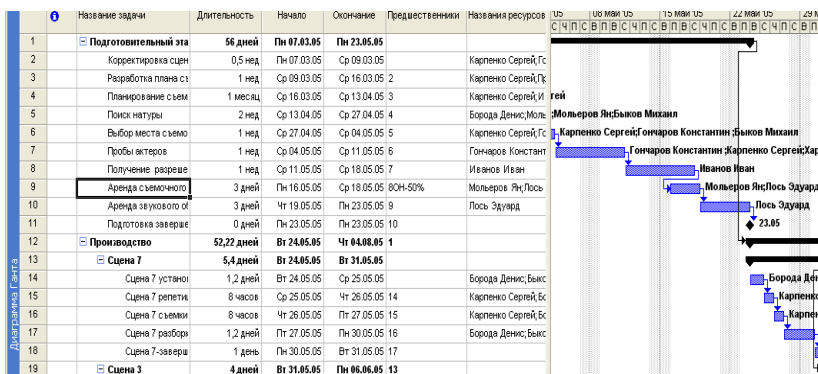 Название задачи Длительность Начало Окончание Предшественники Названия ресурсов '05 08 май '05 15 май '05 22 май '05 29 м
С Ч П С В П В С Ч П С В П В С Ч П С В П В С Ч П С В П
1 Подготовительный эта 56 дней Пн 07.03.05 Пн 23.05.05
2 Корректировка сцен 0,5 нед Пн 07.03.05 Ср 09.03.05 Карпенко Сергей;Гс
3 Разработка плана съ 1 нед Ср 09.03.05 Ср 16.03.05 2 Карпенко Сергей;Пр
4 Планирование съем 1 месяц Ср 16.03.05 Ср 13.04.05 3 Карпенко Сергей;И гей
5 Поиск натуры 2 нед Ср 13.04.05 Ср 27.04.05 4 Борода Денис;Моль ;Мольеров Ян;Быков Михаил
6 Выбор места съемо 1 нед Ср 27.04.05 Ср 04.05.05 5 Карпенко Сергей;Гс Карпенко Сергей;Гончаров Константин ;Быков Михаил
7 Пробы актеров 1 нед Ср 04.05.05 Ср 11.05.05 6 Гончаров Констант Гончаров Константин ;Карпенко Сергей;Хар
8 Получение разреше 1 нед Ср 11.05.05 Ср 18.05.05 7 Иванов Иван Иванов Иван
9 Аренда съемочного 3 дней Пн 16.05.05 Ср 18.05.05 8ОН-50% Мольеров Ян;Лось Мольеров Ян;Лось Эдуард
10 Аренда звукового об 3 дней Чт 19.05.05 Пн 23.05.05 9 Лось Эдуард Лось Эдуард
11 Подготовка заверше 0 дней Пн 23.05.05 Пн 23.05.05 10 23.05
12 Производство 52,22 дней Вт 24.05.05 Чт 04.08.05 1
13 Сцена 7 5,4 дней Вт 24.05.05 Вт 31.05.05
14 Сцена 7 устано 1,2 дней Вт 24.05.05 Ср 25.05.05 Борода Денис;Быкс Борода Де
15 Сцена 7 репети 8 часов Ср 25.05.05 Чт 26.05.05 14 Карпенко Сергей;Бс Карпенк
16 Сцена 7 съемки 8 часов Чт 26.05.05 Пт 27.05.05 15 Карпенко Сергей;Бс Карпе
17 Сцена 7 разборк 1,2 дней Пт 27.05.05 Пн 30.05.05 16 Борода Денис;Быкс
18 Сцена 7-заверш 1 день Пн 30.05.05 Вт 31.05.05 17
19 Сцена 3 4 дней Вт 31.05.05 Пн 06.06.05 13
Диаграмма Ганта